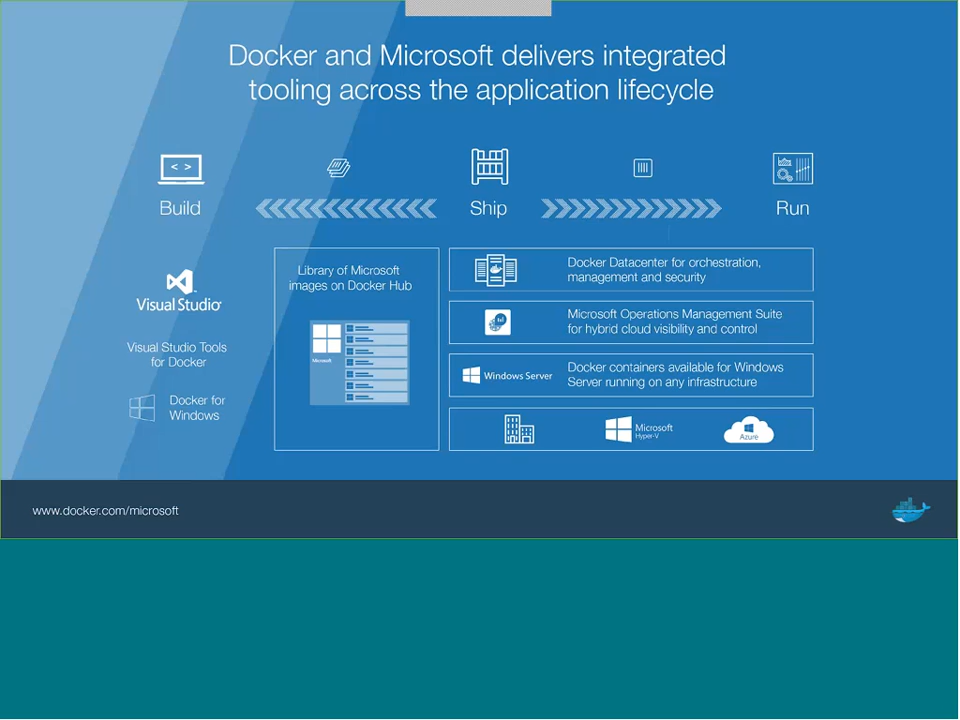 Docker and Microsoft delivers integrated
tooling across the application lifecycle
< >
Build
Ship
Run
Visual Studio
Visual Studio Tools
for Docker
Docker for
Windows
Library of Microsoft
images on Docker Hub
Microsoft
Docker Datacenter for orchestration,
management and security
Microsoft Operations Management Suite
for hybrid cloud visibility and control
Windows Server
Docker containers available for Windows
Server running on any infrastructure
Microsoft
Hyper-V
Azure
www.docker.com/microsoft